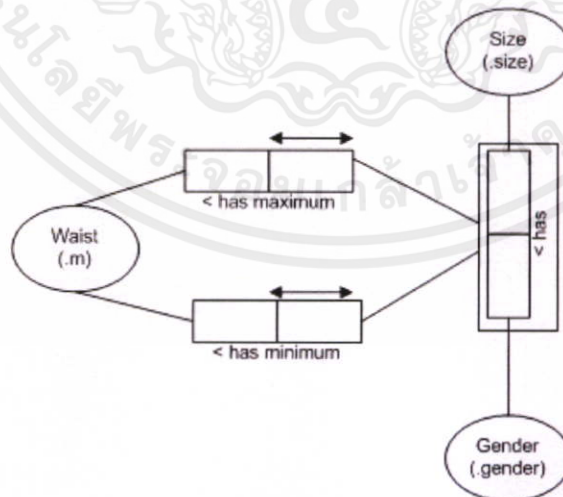 Size
(.size)
< has maximum
< has
Waist
(.m)
< has minimum
Gender
(.gender)